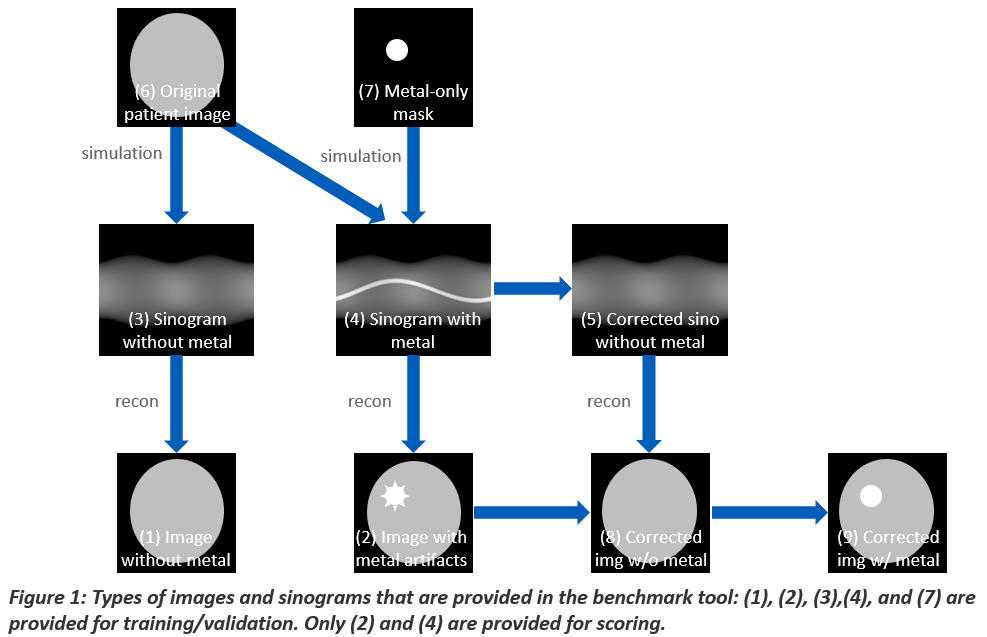 (6) Original
patient image
(7) Metal-only
mask
simulation
simulation
(3) Sinogram
without metal
(4) Sinogram with
metal
(5) Corrected sino
without metal
recon
recon
recon
(1) Image
without metal
(2) Image with
metal artifacts
(8) Corrected
img w/o metal
(9) Corrected
img w/ metal
Figure 1: Types of images and sinograms that are provided in the benchmark tool: (1), (2), (3),(4), and (7) are
provided for training/validation. Only (2) and (4) are provided for scoring.